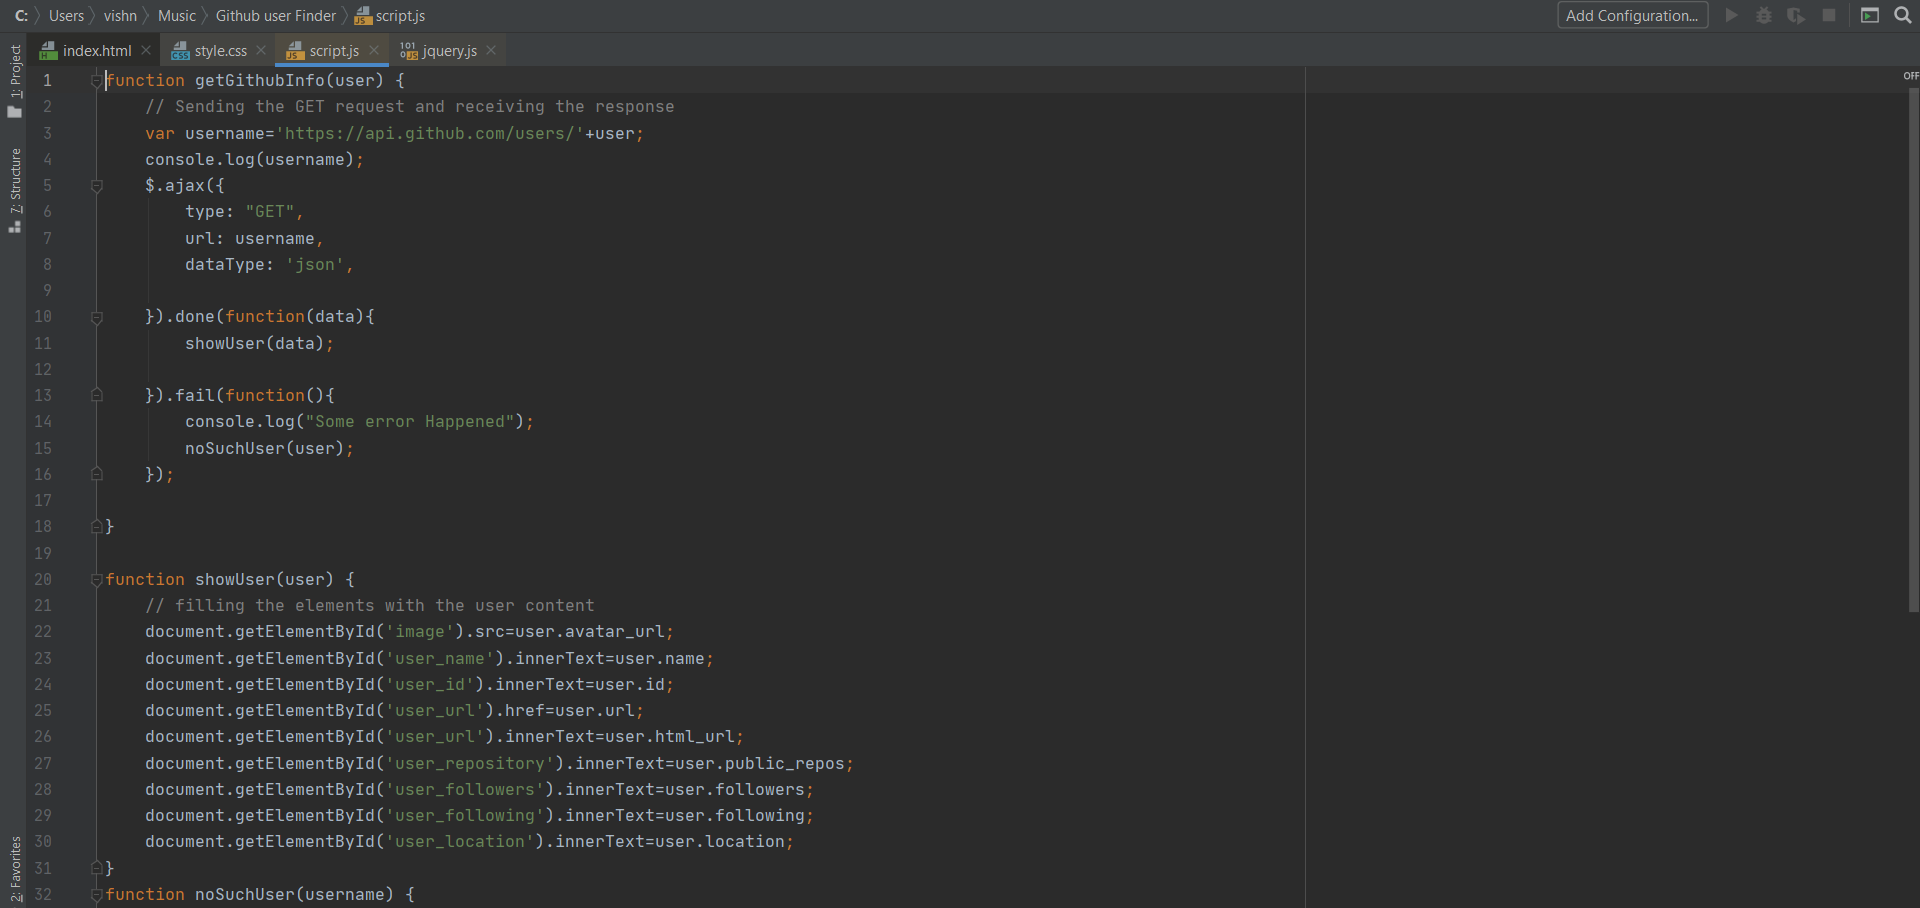 C: Users vishn Music Github user Finder script.js Add Configuration...
index.html style.css script.js jquery.js
1: Project
7: Structure
2: Favorites
OFF
1 function getGithubInfo(user) {
2 // Sending the GET request and receiving the response
3 var username='https://api.github.com/users/'+user;
4 console.log(username);
5 $.ajax({
6 type: "GET",
7 url: username,
8 dataType: 'json',
9
10 }).done(function(data){
11 showUser(data);
12
13 }).fail(function(){
14 console.log("Some error Happened");
15 noSuchUser(user);
16 });
17
18 }
19
20 function showUser(user) {
21 // filling the elements with the user content
22 document.getElementById('image').src=user.avatar_url;
23 document.getElementById('user_name').innerText=user.name;
24 document.getElementById('user_id').innerText=user.id;
25 document.getElementById('user_url').href=user.url;
26 document.getElementById('user_url').innerText=user.html_url;
27 document.getElementById('user_repository').innerText=user.public_repos;
28 document.getElementById('user_followers').innerText=user.followers;
29 document.getElementById('user_following').innerText=user.following;
30 document.getElementById('user_location').innerText=user.location;
31 }
32 function noSuchUser(username) {